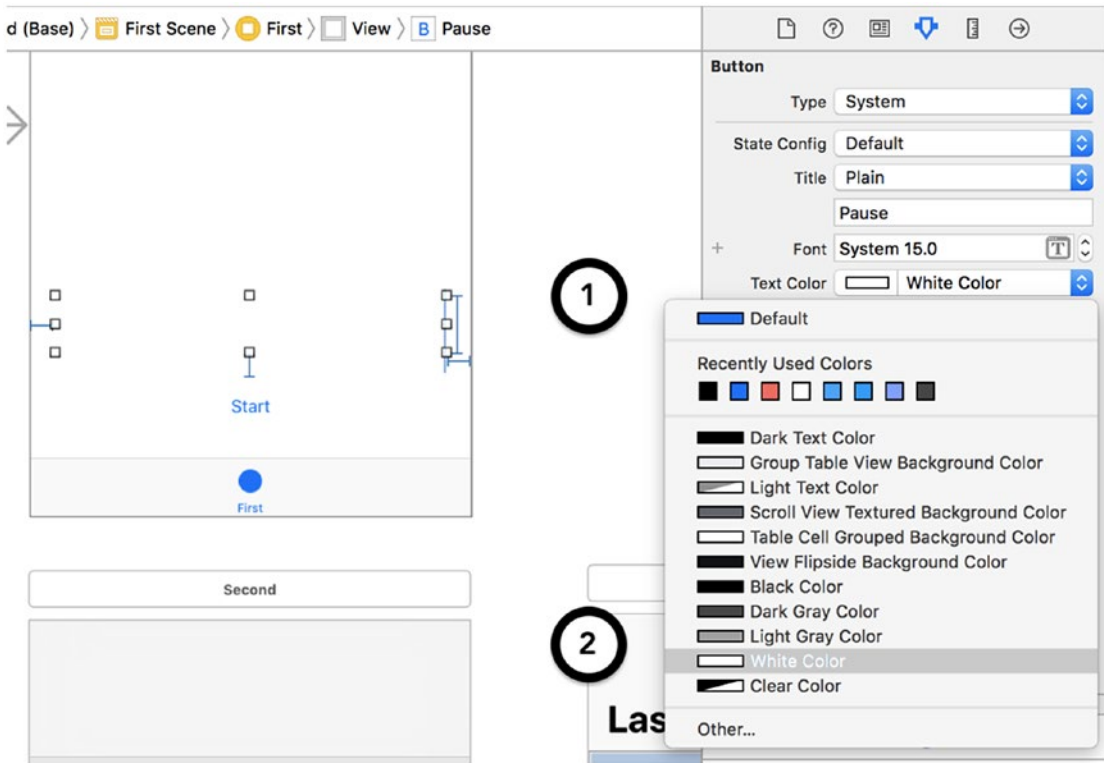 d (Base) First Scene First View B Pause
Button
Type System
State Config Default
Title Plain
Pause
+ Font System 15.0 T
Text Color White Color
1
Default
Recently Used Colors
Start
Dark Text Color
Group Table View Background Color
Light Text Color
First
Scroll View Textured Background Color
Table Cell Grouped Background Color
View Flipside Background Color
Second
Black Color
Dark Gray Color
2
Light Gray Color
White Color
Clear Color
Las
Other...